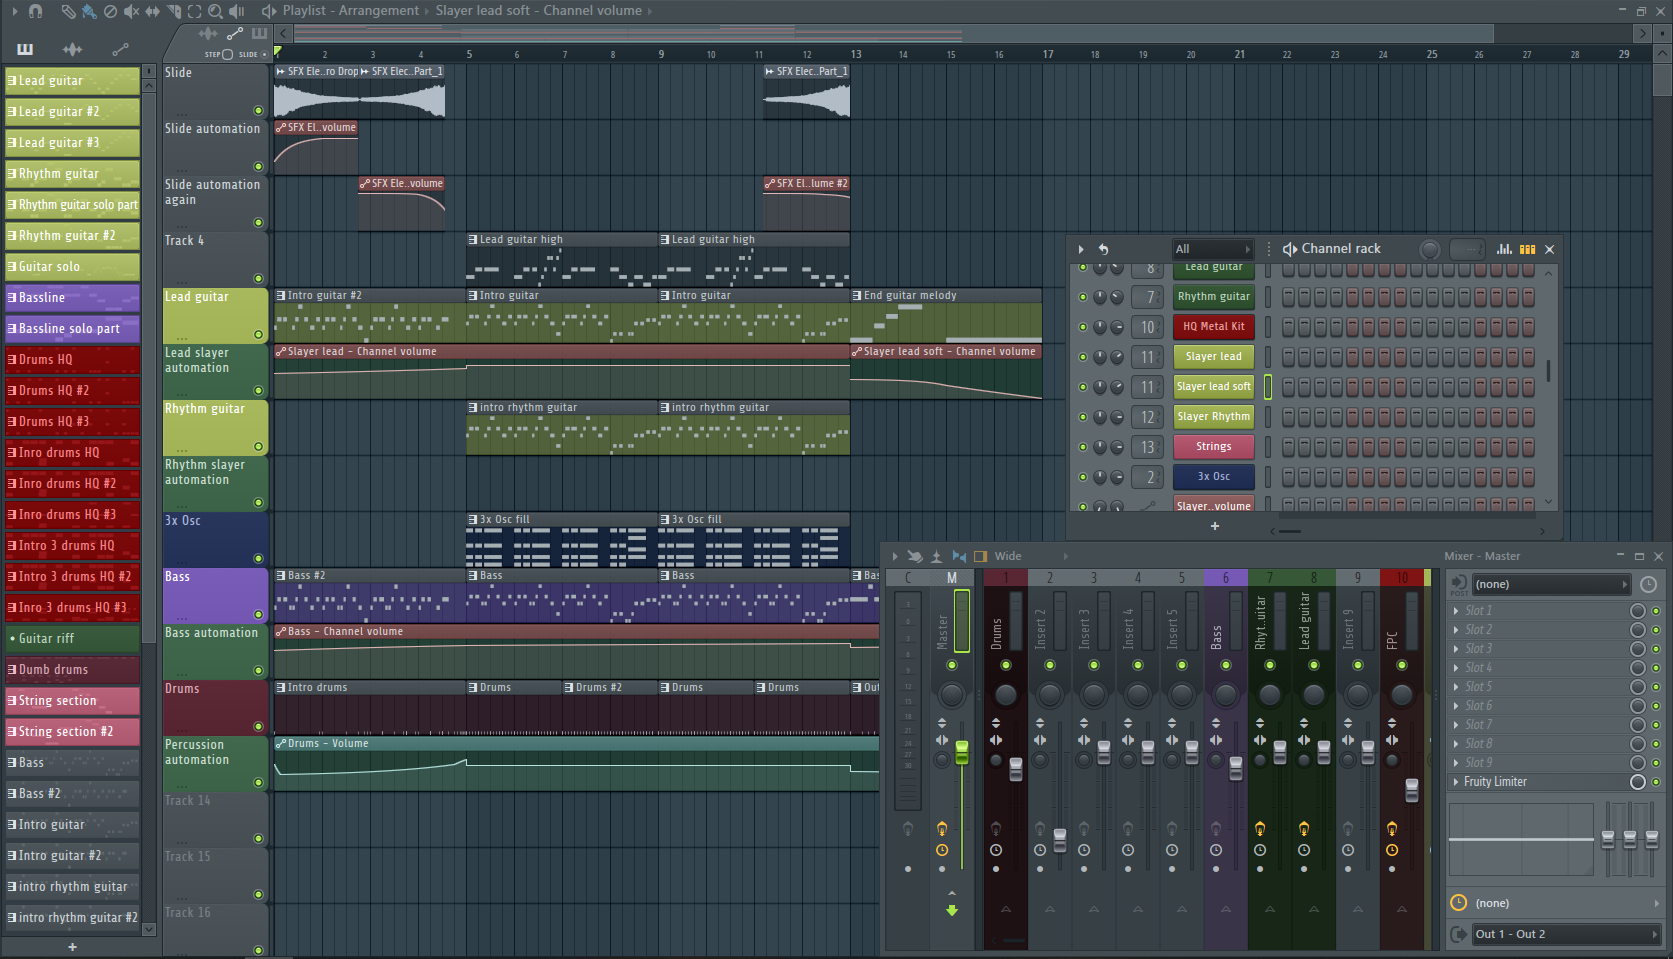 Playlist - Arrangement › Slayer lead soft - Channel volume ›
STEP SLIDE
1 2 3 4 5 6 7 8 9 10 11 12 13 14 15 16 17 18 19 20 21 22 23 24 25 26 27 28 29
Lead guitar
Lead guitar #2
Lead guitar #3
Rhythm guitar
Rhythm guitar solo part
Rhythm guitar #2
Guitar solo
Bassline
Bassline solo part
Drums HQ
Drums HQ #2
Drums HQ #3
Inro drums HQ
Inro drums HQ #2
Inro drums HQ #3
Intro 3 drums HQ
Intro 3 drums HQ #2
Inro 3 drums HQ #3
Guitar riff
Dumb drums
String section
String section #2
Bass
Bass #2
Intro guitar
Intro guitar #2
intro rhythm guitar
intro rhythm guitar #2
+
Slide
SFX Ele..ro Drop
SFX Elec..Part_1
SFX Elec..Part_1
Slide automation
SFX El..volume
Slide automation again
SFX Ele..volume
SFX El..lume #2
Track 4
Lead guitar high
Lead guitar high
Lead guitar
Intro guitar #2
Intro guitar
Intro guitar
End guitar melody
Lead slayer automation
Slayer lead - Channel volume
Slayer lead soft - Channel volume
Rhythm guitar
intro rhythm guitar
intro rhythm guitar
Rhythm slayer automation
3x Osc
3x Osc fill
3x Osc fill
Bass
Bass #2
Bass
Bass
Bas
Bass automation
Bass - Channel volume
Drums
Intro drums
Drums
Drums #2
Drums
Drums
Out
Percussion automation
Drums - Volume
Track 14
Track 15
Track 16
All
Channel rack
8 Lead guitar
7 Rhythm guitar
10 HQ Metal Kit
11 Slayer lead
11 Slayer lead soft
12 Slayer Rhythm
13 Strings
2 3x Osc
Slayer..volume
+
Wide
Mixer - Master
C M 1 2 3 4 5 6 7 8 9 10
Master
Drums
Insert 2
Insert 3
Insert 4
Insert 5
Bass
Rhyt..uitar
Lead guitar
Insert 9
FPC
POST
(none)
Slot 1
Slot 2
Slot 3
Slot 4
Slot 5
Slot 6
Slot 7
Slot 8
Slot 9
Fruity Limiter
(none)
Out 1 - Out 2